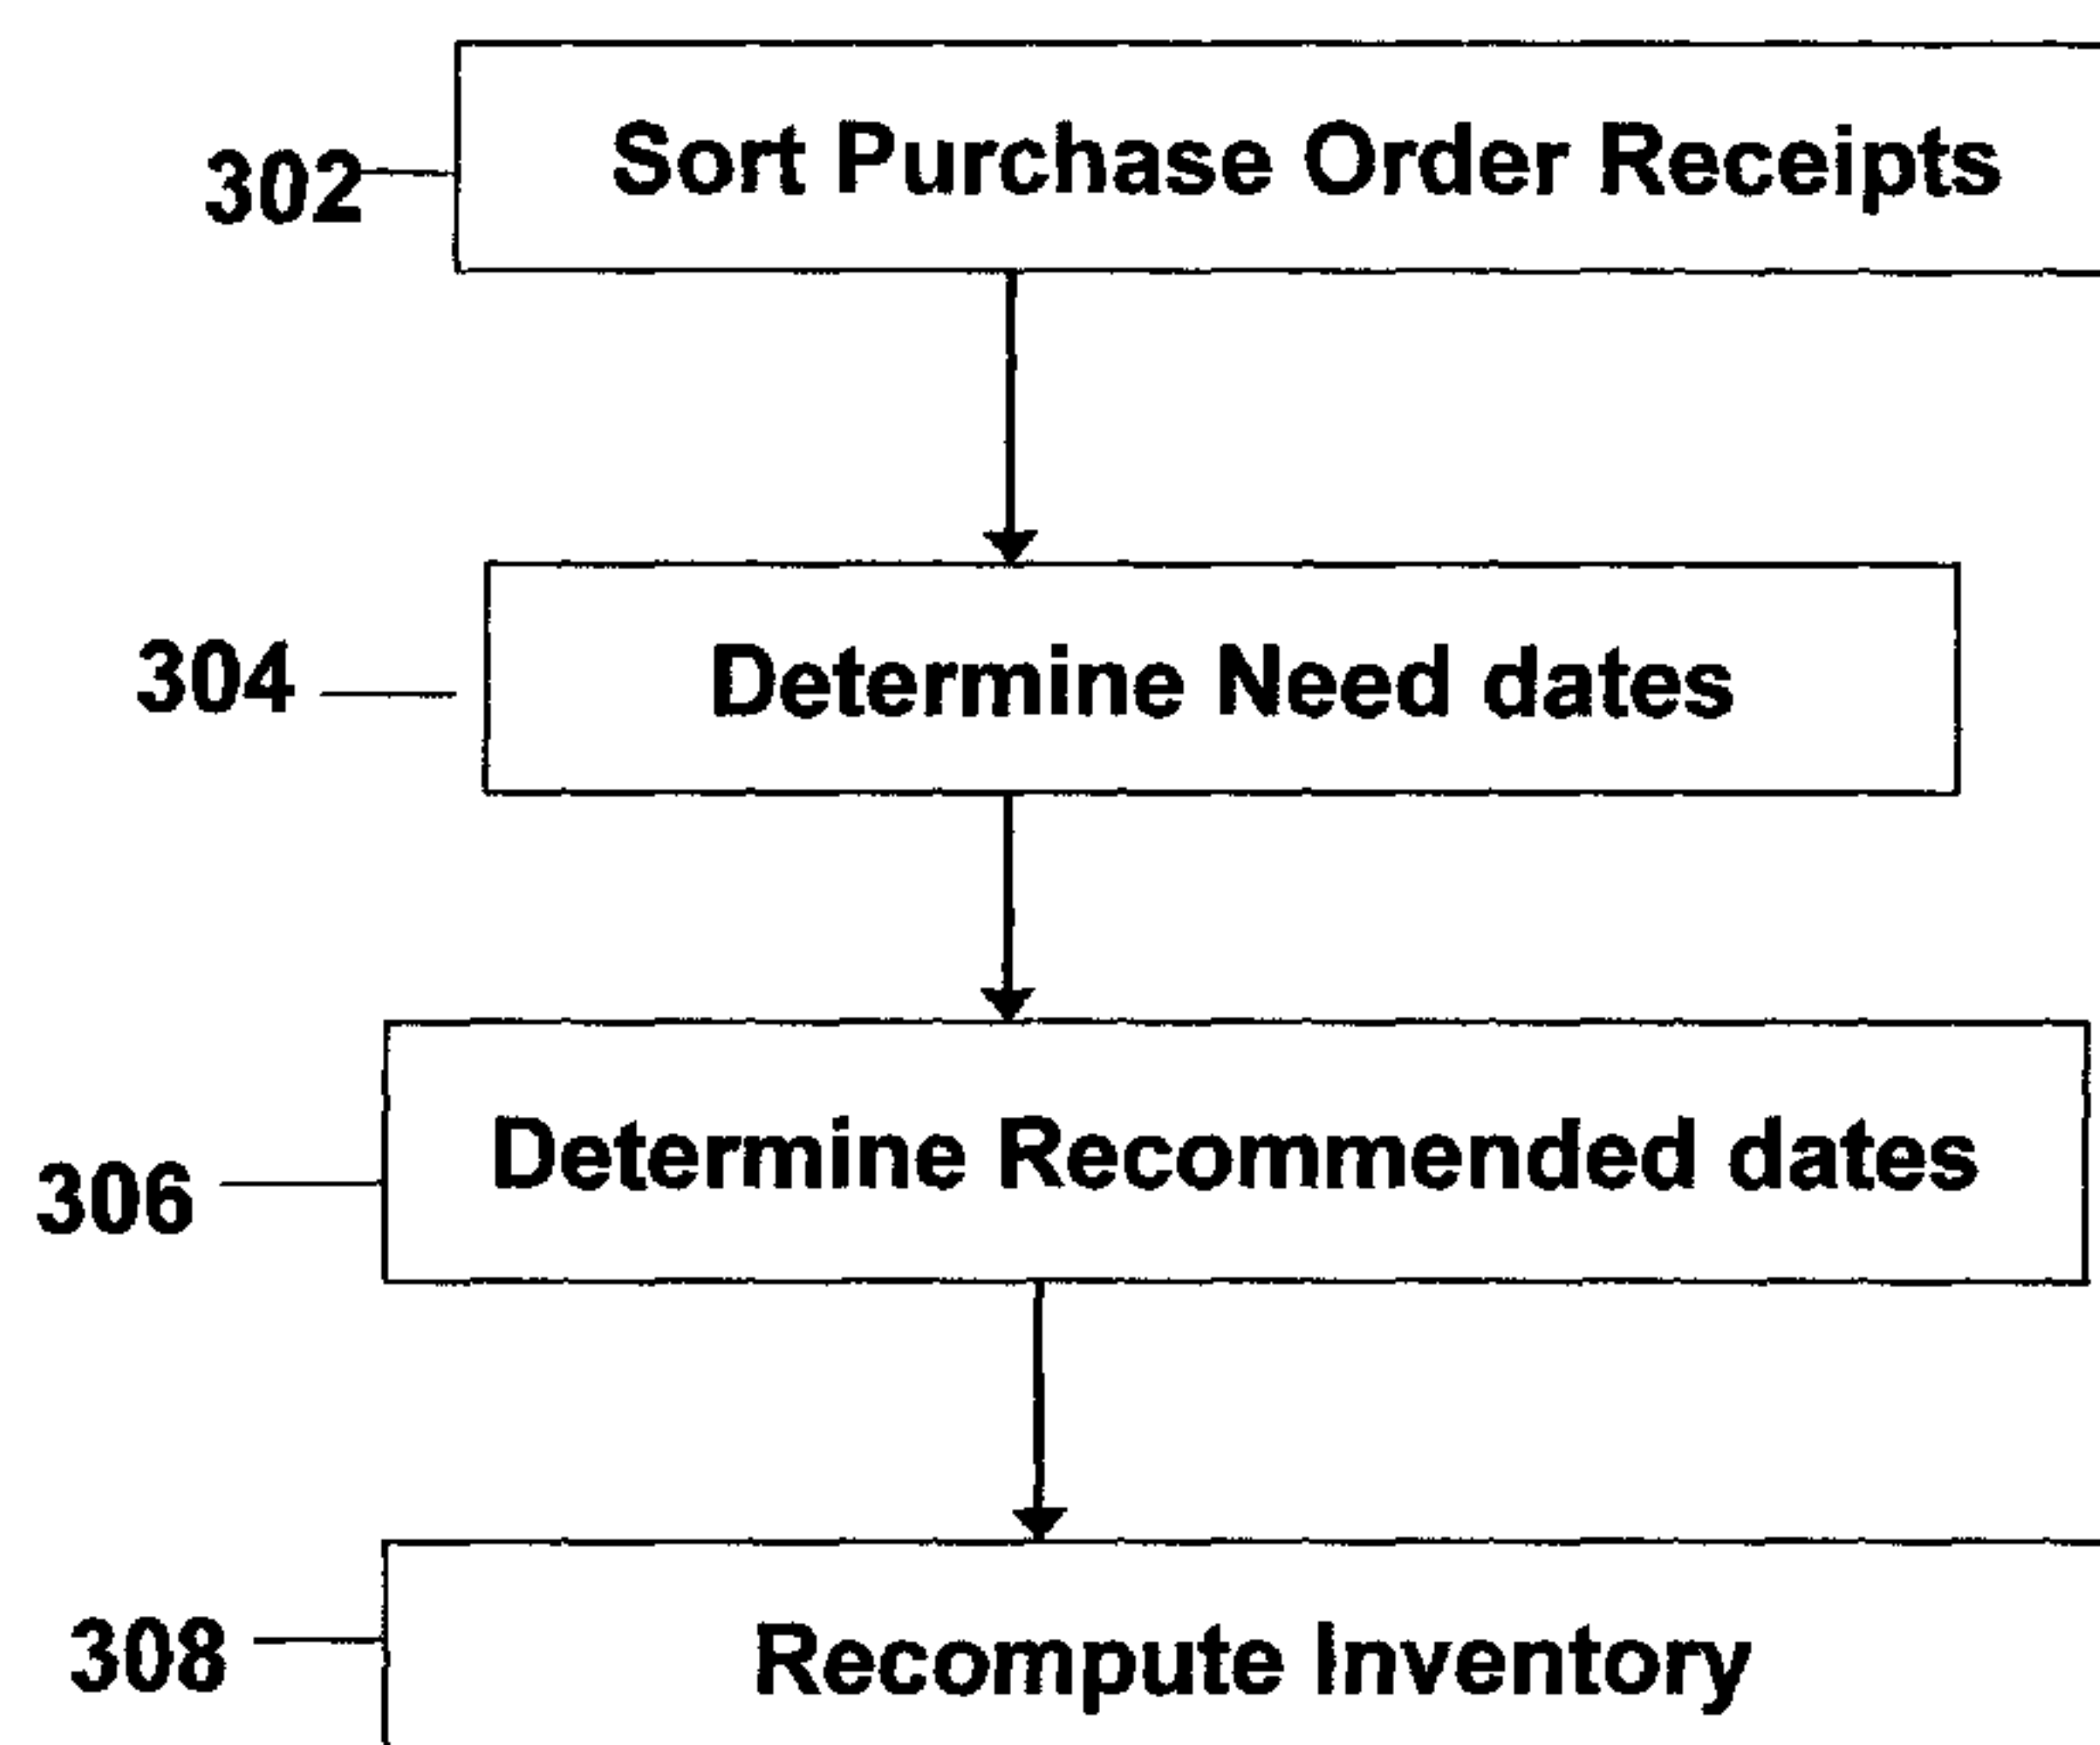 302 Sort Purchase Order Receipts
304 Determine Need dates
306 Determine Recommended dates
308 Recompute Inventory